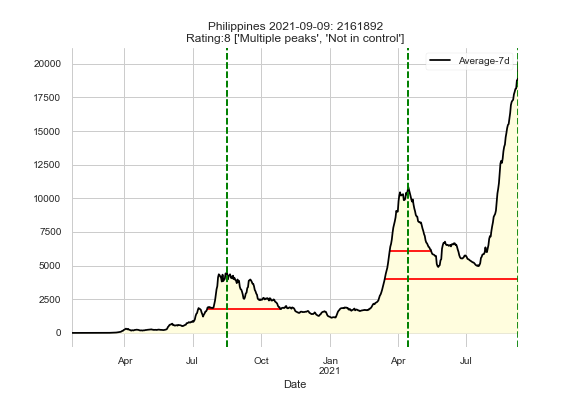 Philippines 2021-09-09: 2161892
Rating:8 ['Multiple peaks', 'Not in control']
Average-7d
20000
17500
15000
12500
10000
7500
5000
2500
0
Apr Jul Oct Jan Apr Jul
2021
Date